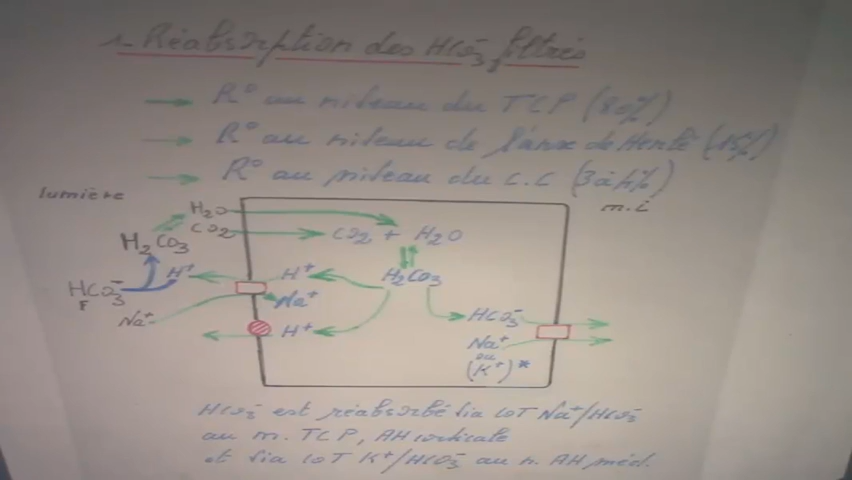 1. Réabsorption des HCO3- filtrés
→ R° au niveau du TCP (80%)
→ R° au niveau de l'anse de Henlé (15%)
→ R° au niveau du C.C (3 à 4%)
lumière
m.i
H2O
CO2
CO2 + H2O
H2CO3
H2CO3
H+
H+
HCO3-
F
Na+
Na+
H+
HCO3-
Na+
ou
(K+)*
HCO3- est réabsorbé via coT Na+/HCO3-
au n. TCP, AH corticale
et via coT K+/HCO3- au n. AH méd.